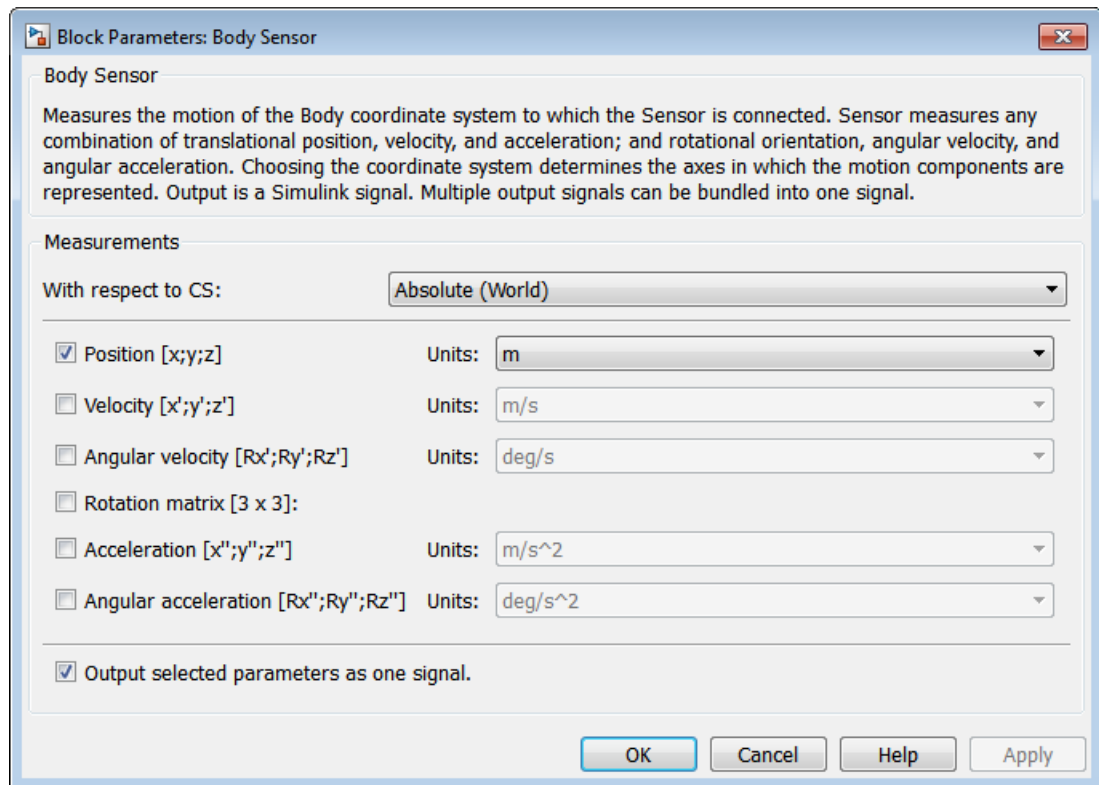 Block Parameters: Body Sensor
Body Sensor
Measures the motion of the Body coordinate system to which the Sensor is connected. Sensor measures any
combination of translational position, velocity, and acceleration; and rotational orientation, angular velocity, and
angular acceleration. Choosing the coordinate system determines the axes in which the motion components are
represented. Output is a Simulink signal. Multiple output signals can be bundled into one signal.
Measurements
With respect to CS: Absolute (World)
Position [x;y;z] Units: m
Velocity [x';y';z'] Units: m/s
Angular velocity [Rx';Ry';Rz'] Units: deg/s
Rotation matrix [3 x 3]:
Acceleration [x'';y'';z''] Units: m/s^2
Angular acceleration [Rx'';Ry'';Rz''] Units: deg/s^2
Output selected parameters as one signal.
OK Cancel Help Apply